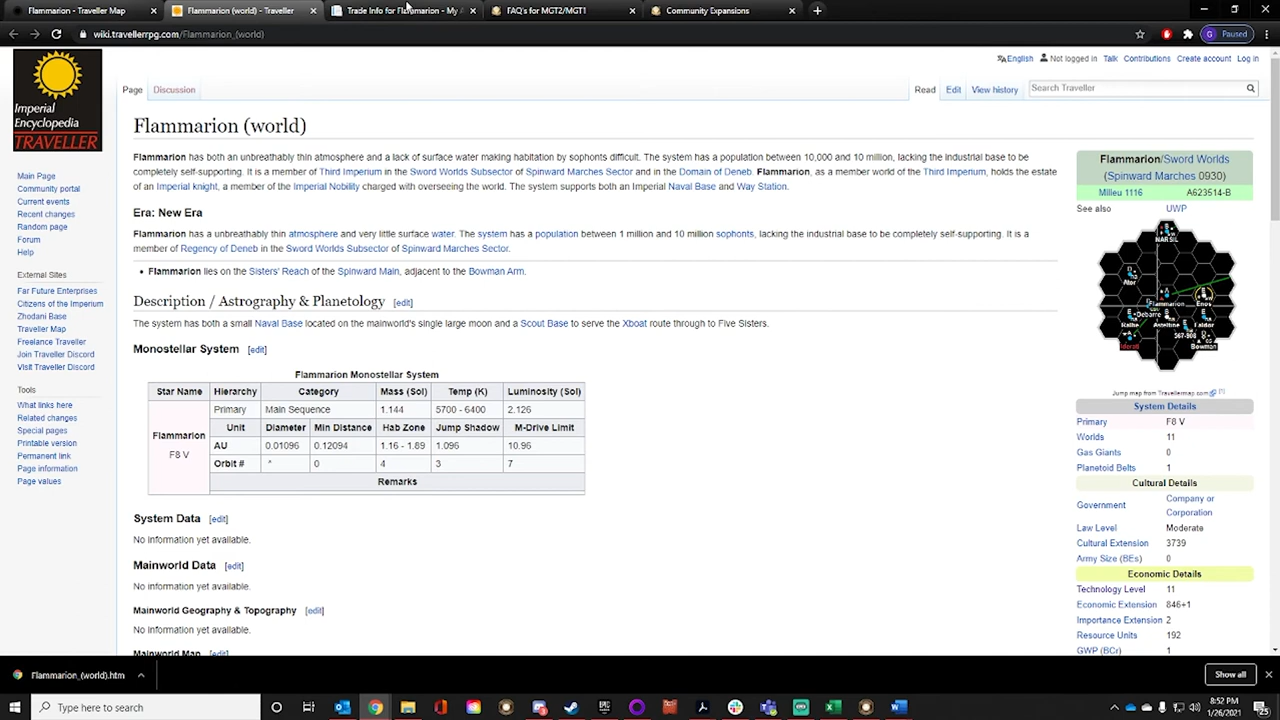 Flammarion - Traveller Map
Flammarion (world) - Traveller
Trade Info for Flammarion - My A
FAQ's for MGT2/MGT1
Community Expansions
wiki.travellerrpg.com/Flammarion_(world)
Paused
English
Not logged in
Talk
Contributions
Create account
Log in
Imperial
Encyclopedia
TRAVELLER
Page
Discussion
Read
Edit
View history
Search Traveller
Main Page
Community portal
Current events
Recent changes
Random page
Forum
Help
External Sites
Far Future Enterprises
Citizens of the Imperium
Zhodani Base
Traveller Map
Freelance Traveller
Join Traveller Discord
Visit Traveller Discord
Tools
What links here
Related changes
Special pages
Printable version
Permanent link
Page information
Page values
Flammarion (world)
Flammarion has both an unbreathably thin atmosphere and a lack of surface water making habitation by sophonts difficult. The system has a population between 10,000 and 10 million, lacking the industrial base to be
completely self-supporting. It is a member of Third Imperium in the Sword Worlds Subsector of Spinward Marches Sector and in the Domain of Deneb. Flammarion, as a member world of the Third Imperium, holds the estate
of an Imperial knight, a member of the Imperial Nobility charged with overseeing the world. The system supports both an Imperial Naval Base and Way Station.
Era: New Era
Flammarion has a unbreathably thin atmosphere and very little surface water. The system has a population between 1 million and 10 million sophonts, lacking the industrial base to be completely self-supporting. It is a
member of Regency of Deneb in the Sword Worlds Subsector of Spinward Marches Sector.
• Flammarion lies on the Sisters' Reach of the Spinward Main, adjacent to the Bowman Arm.
Description / Astrography & Planetology [edit]
The system has both a small Naval Base located on the mainworld's single large moon and a Scout Base to serve the Xboat route through to Five Sisters.
Monostellar System [edit]
Flammarion Monostellar System
Star Name Hierarchy Category Mass (Sol) Temp (K) Luminosity (Sol)
Primary Main Sequence 1.144 5700 - 6400 2.126
Flammarion
F8 V
Unit Diameter Min Distance Hab Zone Jump Shadow M-Drive Limit
AU 0.01096 0.12094 1.16 - 1.89 1.096 10.96
Orbit # ^ 0 4 3 7
Remarks
System Data [edit]
No information yet available.
Mainworld Data [edit]
No information yet available.
Mainworld Geography & Topography [edit]
No information yet available.
Mainworld Map [edit]
Flammarion/Sword Worlds
(Spinward Marches 0930)
Milieu 1116 A623514-B
See also UWP
NARSIL
Ator
Flammarion
Enos
Debarre
Asteltine
567-908
Bowman
Jump map from Travellermap.com [1]
System Details
Primary F8 V
Worlds 11
Gas Giants 0
Planetoid Belts 1
Cultural Details
Government Company or
Corporation
Law Level Moderate
Cultural Extension 3739
Army Size (BEs) 0
Economic Details
Technology Level 11
Economic Extension 846+1
Importance Extension 2
Resource Units 192
GWP (BCr) 1
Flammarion_(world).htm
Show all
Type here to search
8:52 PM
1/26/2021